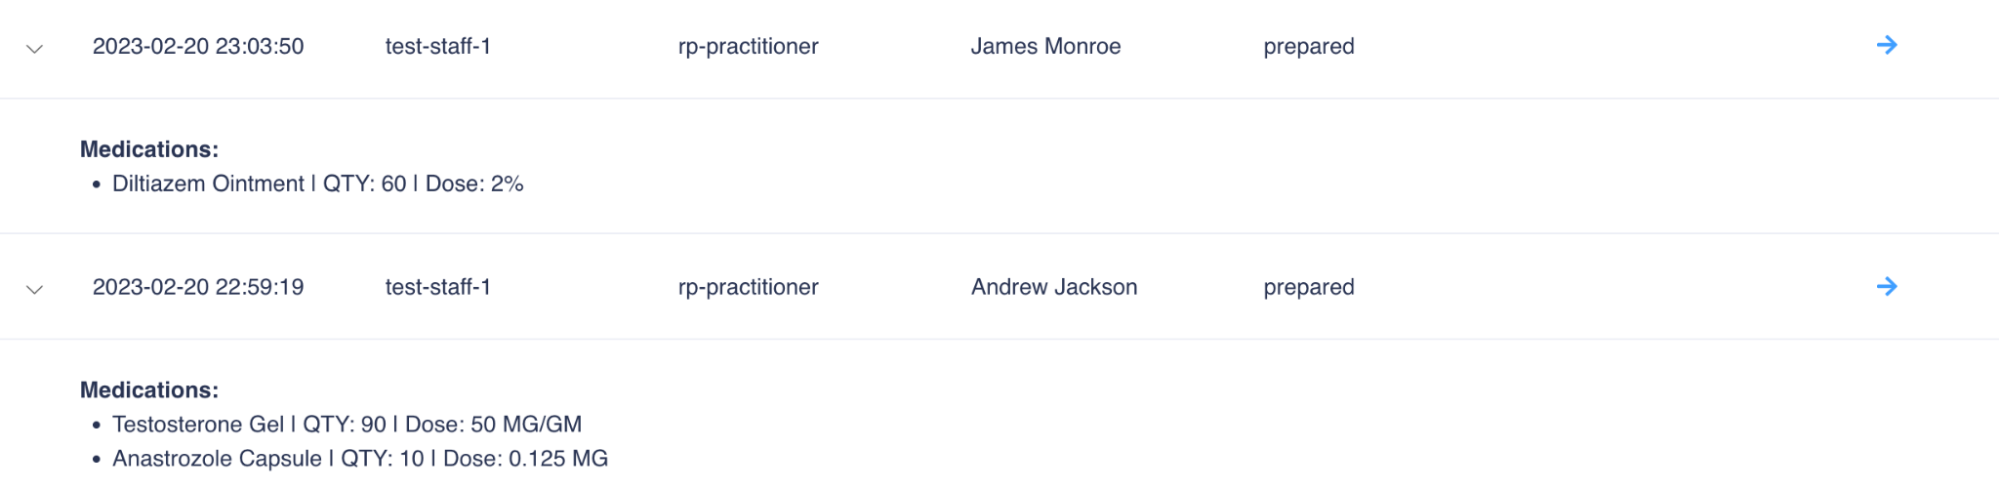 2023-02-20 23:03:50 test-staff-1 rp-practitioner James Monroe prepared
Medications:
• Diltiazem Ointment | QTY: 60 | Dose: 2%
2023-02-20 22:59:19 test-staff-1 rp-practitioner Andrew Jackson prepared
Medications:
• Testosterone Gel | QTY: 90 | Dose: 50 MG/GM
• Anastrozole Capsule | QTY: 10 | Dose: 0.125 MG